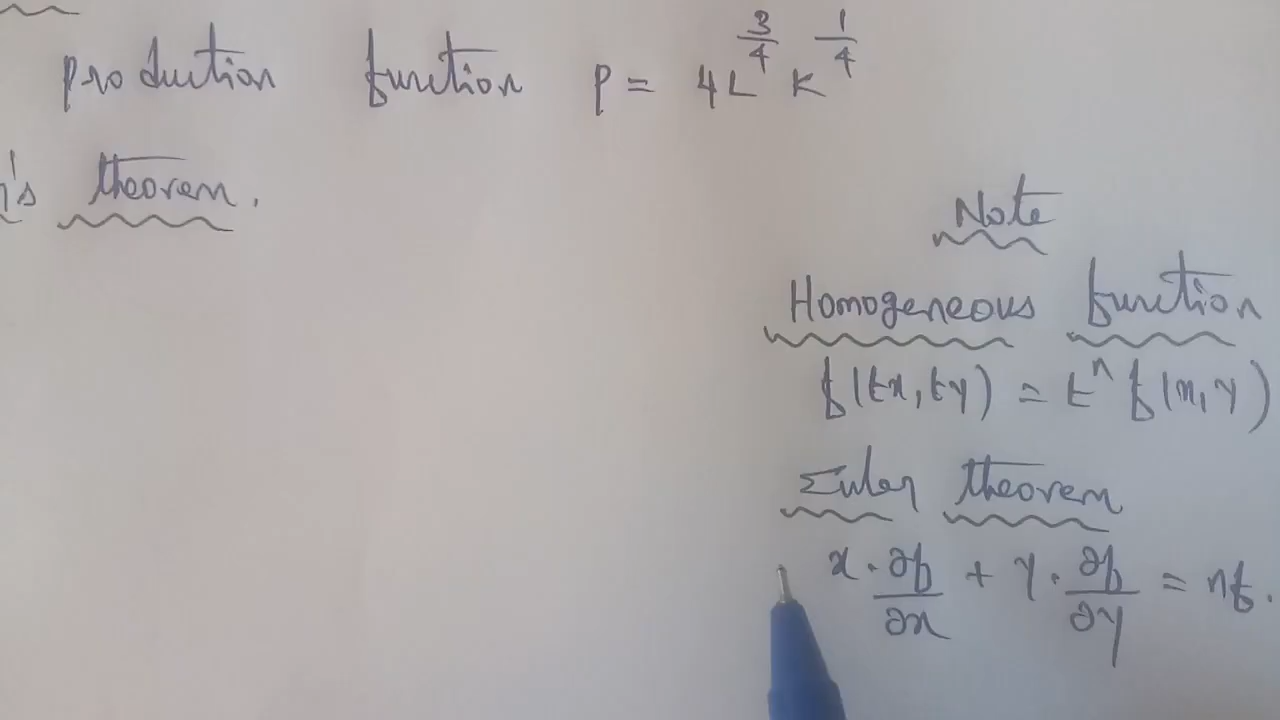 production function P = 4L^{3/4} K^{1/4}
's theorem.
Note
Homogeneous function
f(tx, ty) = t^n f(x, y)
Euler theorem
x · ∂f/∂x + y · ∂f/∂y = nf.